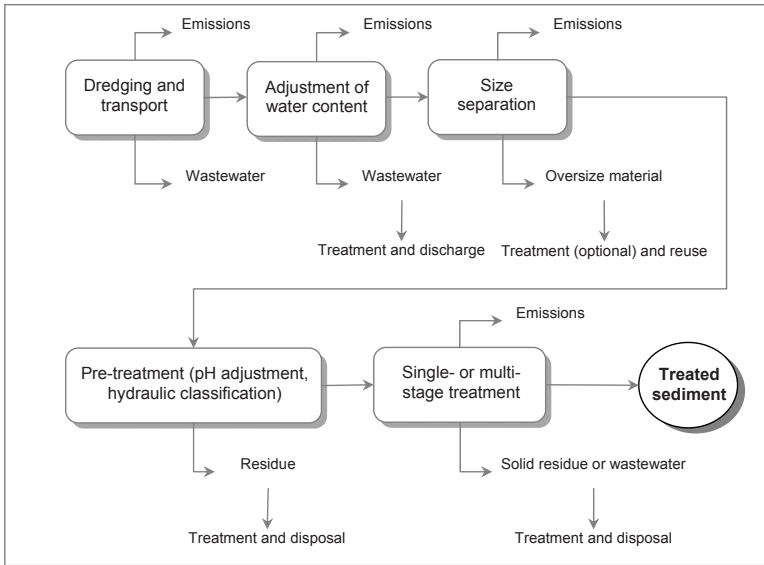 Emissions
Emissions
Emissions
Dredging and
transport
Adjustment of
water content
Size
separation
Wastewater
Wastewater
Oversize material
Treatment and discharge
Treatment (optional) and reuse
Emissions
Pre-treatment (pH adjustment,
hydraulic classification)
Single- or multi-
stage treatment
Treated
sediment
Residue
Solid residue or wastewater
Treatment and disposal
Treatment and disposal